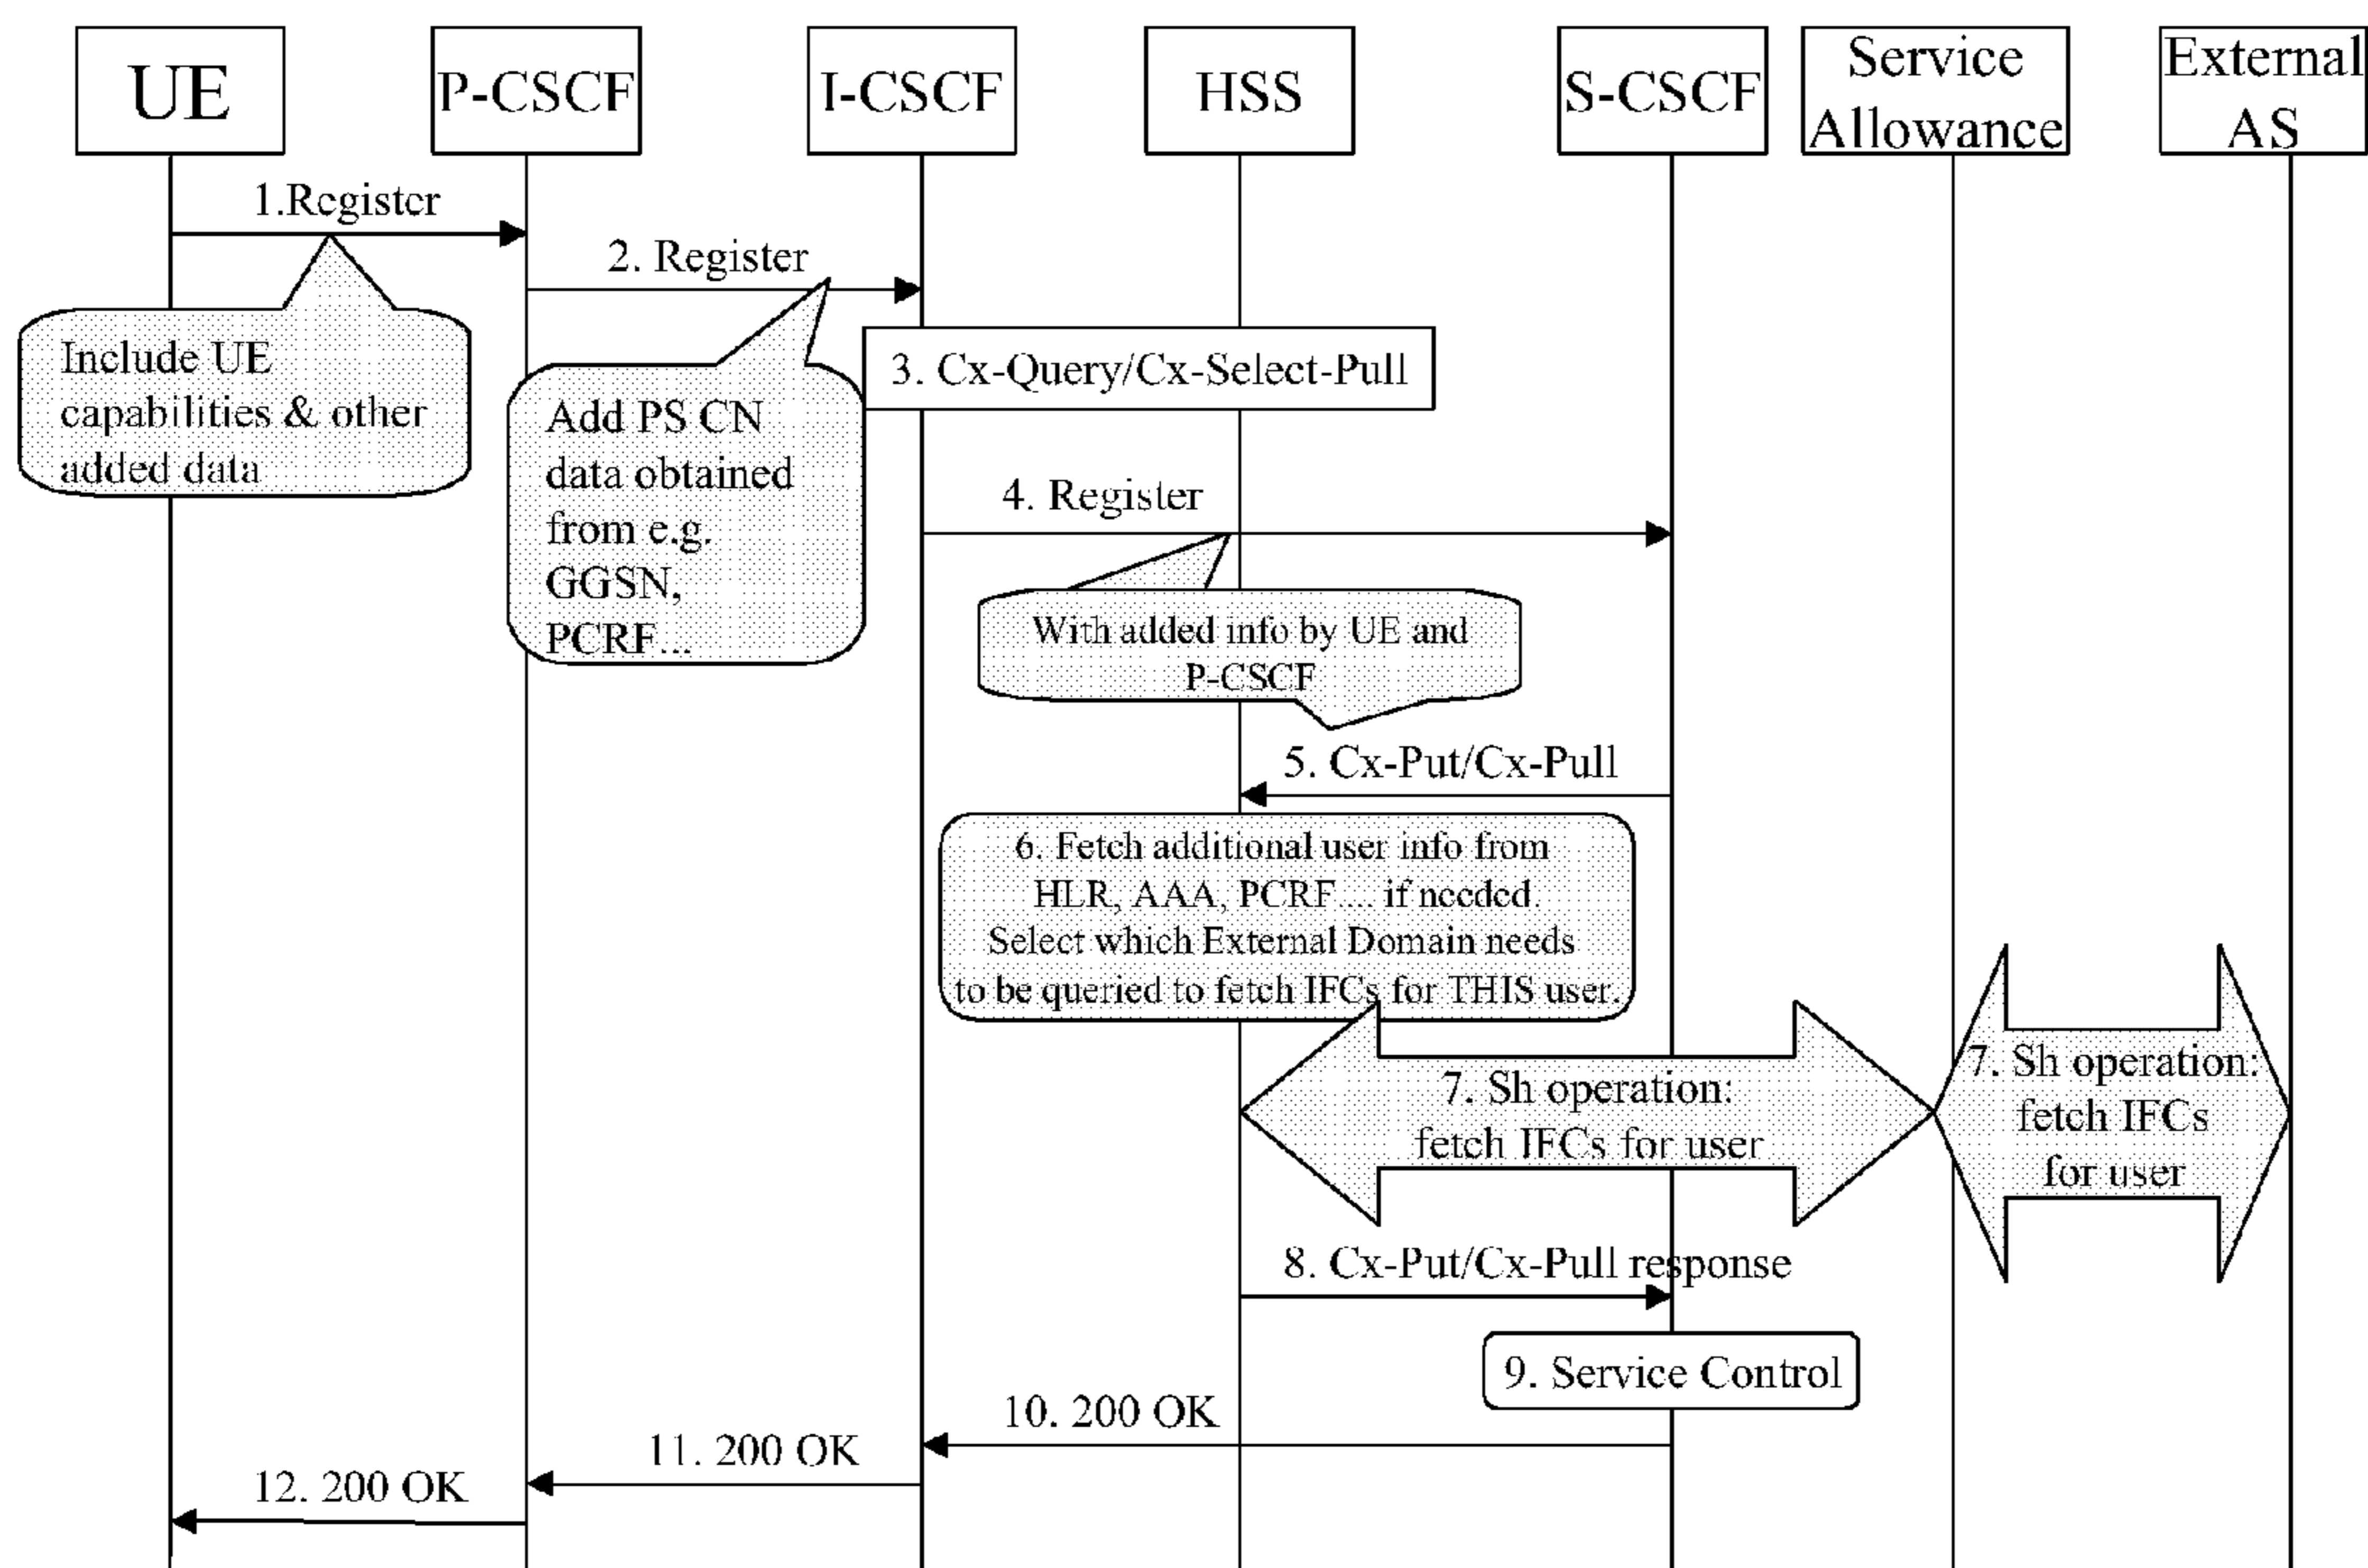 UE
P-CSCF
I-CSCF
HSS
S-CSCF
Service
Allowance
External
AS
1.Register
2. Register
Include UE
capabilities & other
added data
Add PS CN
data obtained
from e.g.
GGSN,
PCRF...
3. Cx-Query/Cx-Select-Pull
4. Register
With added info by UE and
P-CSCF
5. Cx-Put/Cx-Pull
6. Fetch additional user info from
HLR, AAA, PCRF.... if needed.
Select which External Domain needs
to be queried to fetch IFCs for THIS user.
7. Sh operation:
fetch IFCs for user
7. Sh operation:
fetch IFCs
for user
8. Cx-Put/Cx-Pull response
9. Service Control
10. 200 OK
11. 200 OK
12. 200 OK